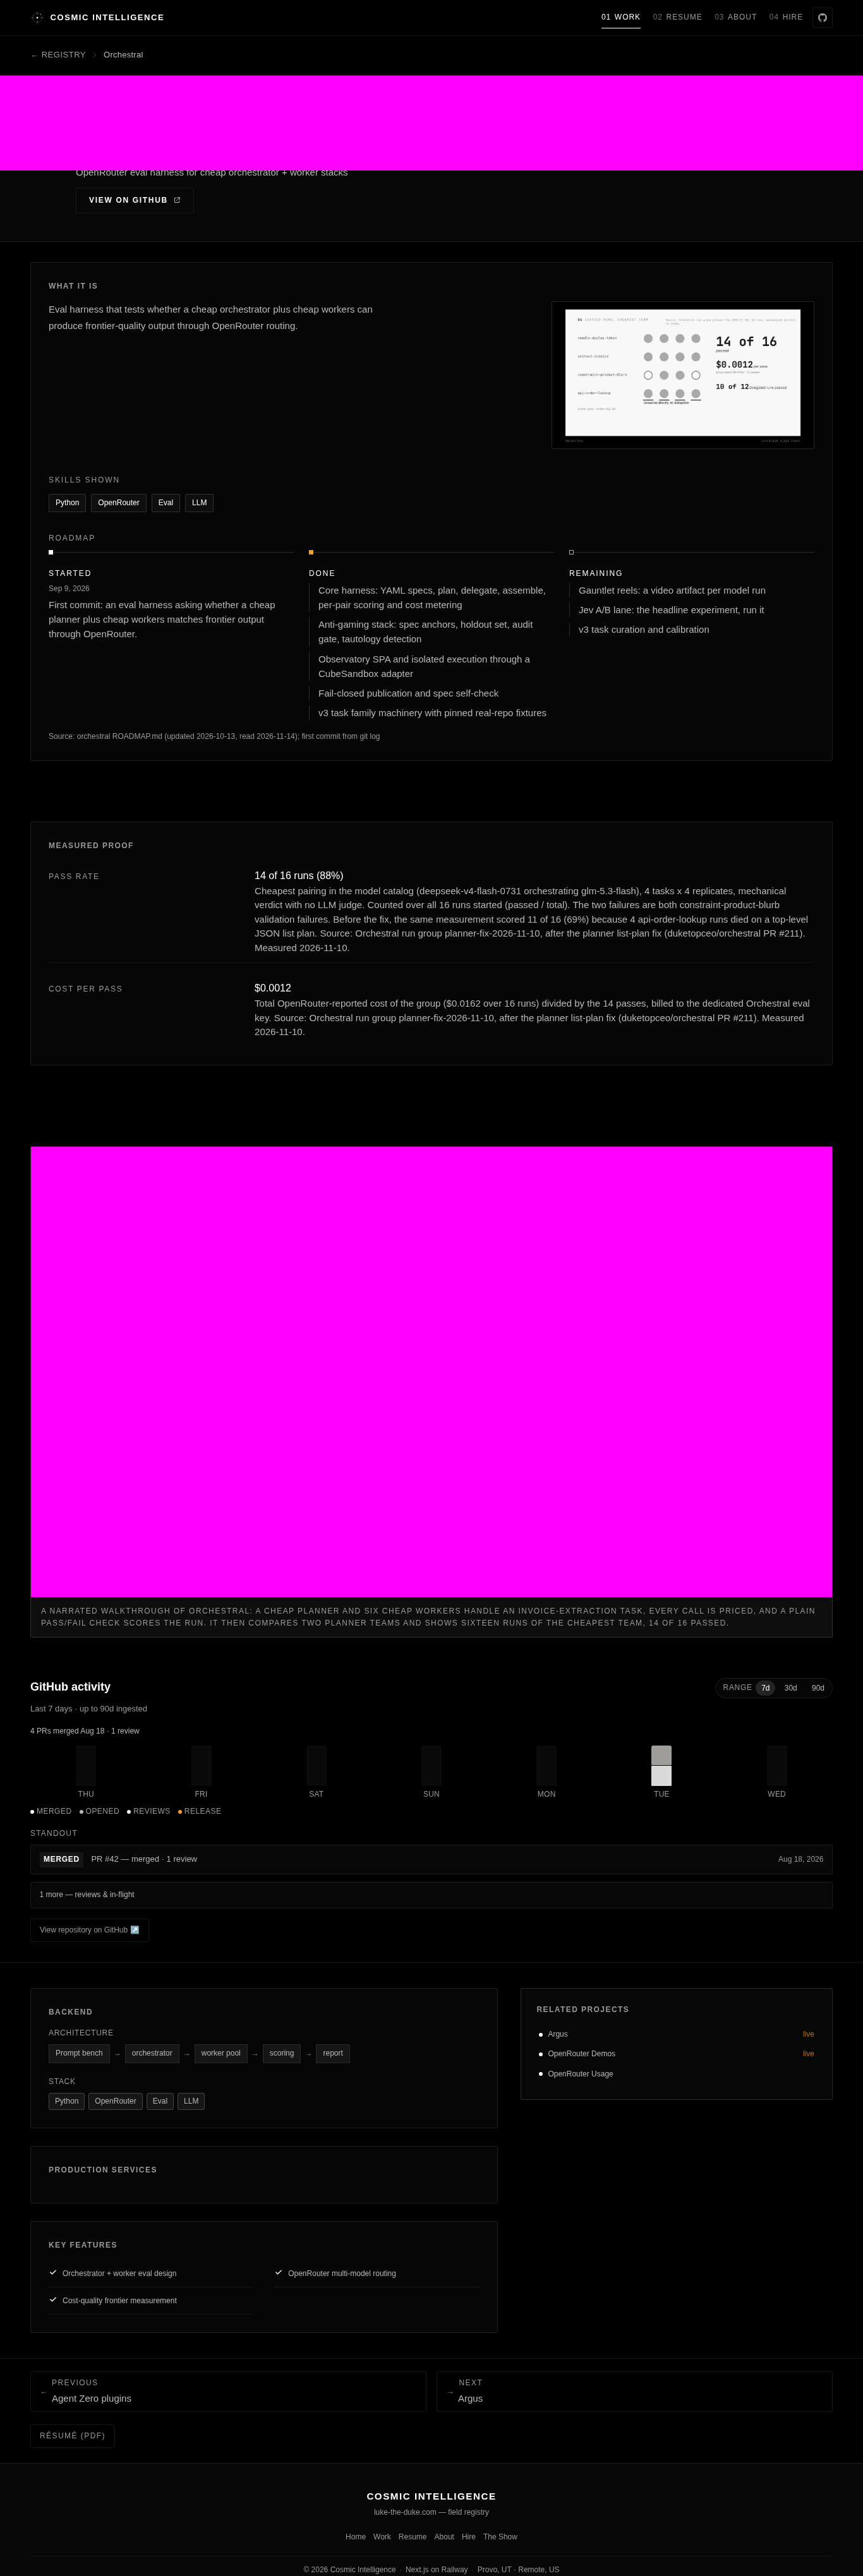 COSMIC INTELLIGENCE
01 WORK 02 RESUME 03 ABOUT 04 HIRE
← REGISTRY › Orchestral
OpenRouter eval harness for cheap orchestrator + worker stacks
VIEW ON GITHUB
WHAT IT IS
Eval harness that tests whether a cheap orchestrator plus cheap workers can
produce frontier-quality output through OpenRouter routing.
14 of 16
passed
$0.0012
10 of 12
SKILLS SHOWN
Python OpenRouter Eval LLM
ROADMAP
STARTED
Sep 9, 2026
First commit: an eval harness asking whether a cheap
planner plus cheap workers matches frontier output
through OpenRouter.
DONE
Core harness: YAML specs, plan, delegate, assemble,
per-pair scoring and cost metering
Anti-gaming stack: spec anchors, holdout set, audit
gate, tautology detection
Observatory SPA and isolated execution through a
CubeSandbox adapter
Fail-closed publication and spec self-check
v3 task family machinery with pinned real-repo fixtures
REMAINING
Gauntlet reels: a video artifact per model run
Jev A/B lane: the headline experiment, run it
v3 task curation and calibration
Source: orchestral ROADMAP.md (updated 2026-10-13, read 2026-11-14); first commit from git log
MEASURED PROOF
PASS RATE
14 of 16 runs (88%)
Cheapest pairing in the model catalog (deepseek-v4-flash-0731 orchestrating glm-5.3-flash), 4 tasks x 4 replicates, mechanical
verdict with no LLM judge. Counted over all 16 runs started (passed / total). The two failures are both constraint-product-blurb
validation failures. Before the fix, the same measurement scored 11 of 16 (69%) because 4 api-order-lookup runs died on a top-level
JSON list plan. Source: Orchestral run group planner-fix-2026-11-10, after the planner list-plan fix (duketopceo/orchestral PR #211).
Measured 2026-11-10.
COST PER PASS
$0.0012
Total OpenRouter-reported cost of the group ($0.0162 over 16 runs) divided by the 14 passes, billed to the dedicated Orchestral eval
key. Source: Orchestral run group planner-fix-2026-11-10, after the planner list-plan fix (duketopceo/orchestral PR #211). Measured
2026-11-10.
A NARRATED WALKTHROUGH OF ORCHESTRAL: A CHEAP PLANNER AND SIX CHEAP WORKERS HANDLE AN INVOICE-EXTRACTION TASK, EVERY CALL IS PRICED, AND A PLAIN
PASS/FAIL CHECK SCORES THE RUN. IT THEN COMPARES TWO PLANNER TEAMS AND SHOWS SIXTEEN RUNS OF THE CHEAPEST TEAM, 14 OF 16 PASSED.
GitHub activity
RANGE 7d 30d 90d
Last 7 days · up to 90d ingested
4 PRs merged Aug 18 · 1 review
THU FRI SAT SUN MON TUE WED
MERGED OPENED REVIEWS RELEASE
STANDOUT
MERGED PR #42 — merged · 1 review Aug 18, 2026
1 more — reviews & in-flight
View repository on GitHub ↗
BACKEND
ARCHITECTURE
Prompt bench → orchestrator → worker pool → scoring → report
STACK
Python OpenRouter Eval LLM
RELATED PROJECTS
Argus live
OpenRouter Demos live
OpenRouter Usage
PRODUCTION SERVICES
KEY FEATURES
Orchestrator + worker eval design
OpenRouter multi-model routing
Cost-quality frontier measurement
← PREVIOUS
Agent Zero plugins
→ NEXT
Argus
RÉSUMÉ (PDF)
COSMIC INTELLIGENCE
luke-the-duke.com — field registry
Home Work Resume About Hire The Show
© 2026 Cosmic Intelligence · Next.js on Railway · Provo, UT · Remote, US